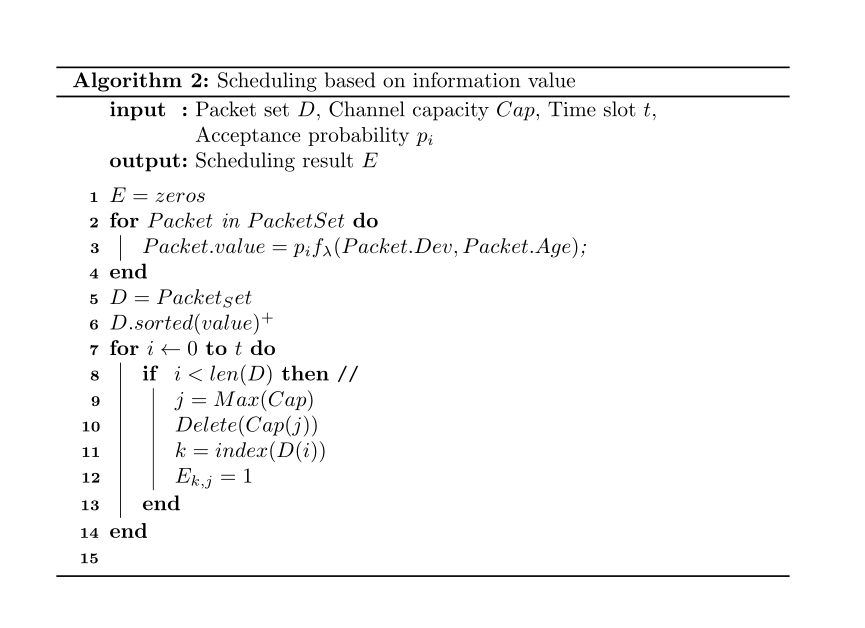 Algorithm 2: Scheduling based on information value
input : Packet set D, Channel capacity Cap, Time slot t,
Acceptance probability p_i
output: Scheduling result E
1 E = zeros
2 for Packet in PacketSet do
3 Packet.value = p_i f_λ(Packet.Dev, Packet.Age);
4 end
5 D = Packet_S et
6 D.sorted(value)^+
7 for i ← 0 to t do
8 if i < len(D) then //
9 j = Max(Cap)
10 Delete(Cap(j))
11 k = index(D(i))
12 E_{k,j} = 1
13 end
14 end
15